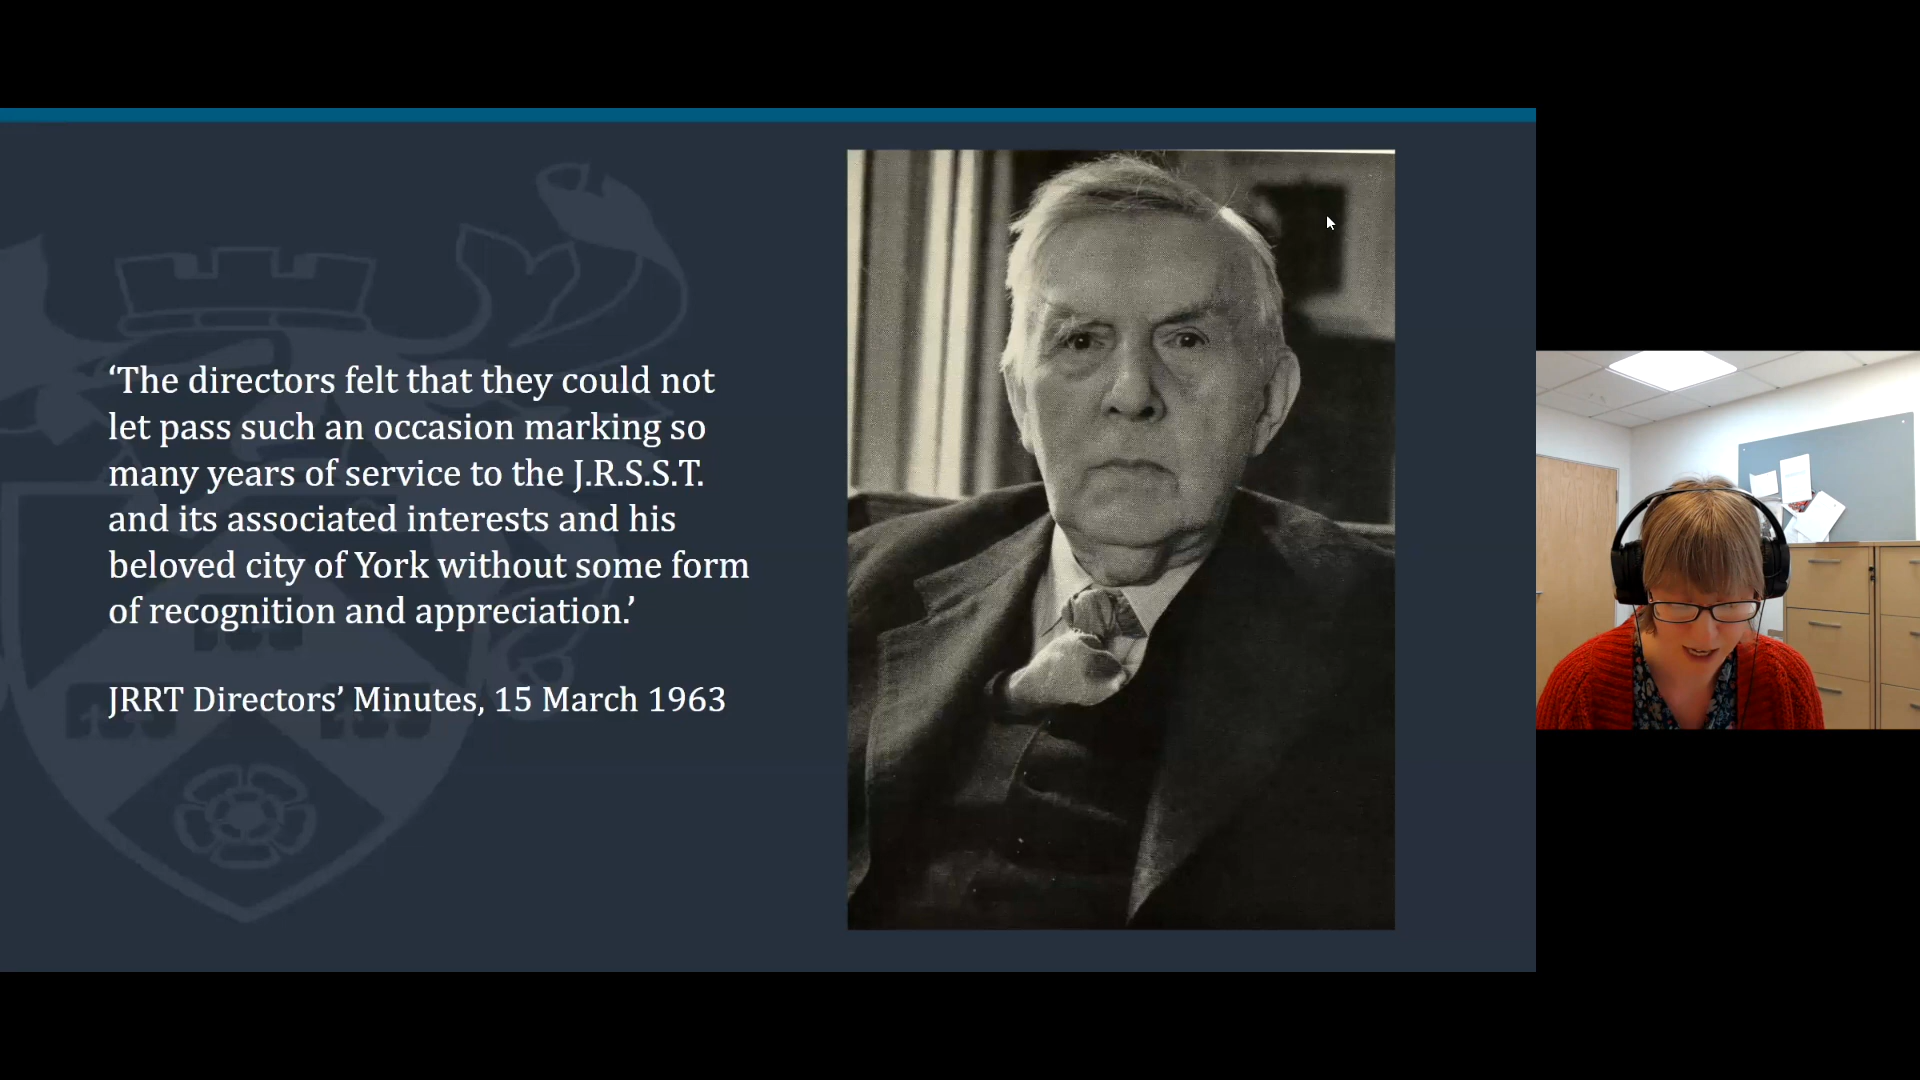 ‘The directors felt that they could not
let pass such an occasion marking so
many years of service to the J.R.S.S.T.
and its associated interests and his
beloved city of York without some form
of recognition and appreciation.’
JRRT Directors’ Minutes, 15 March 1963